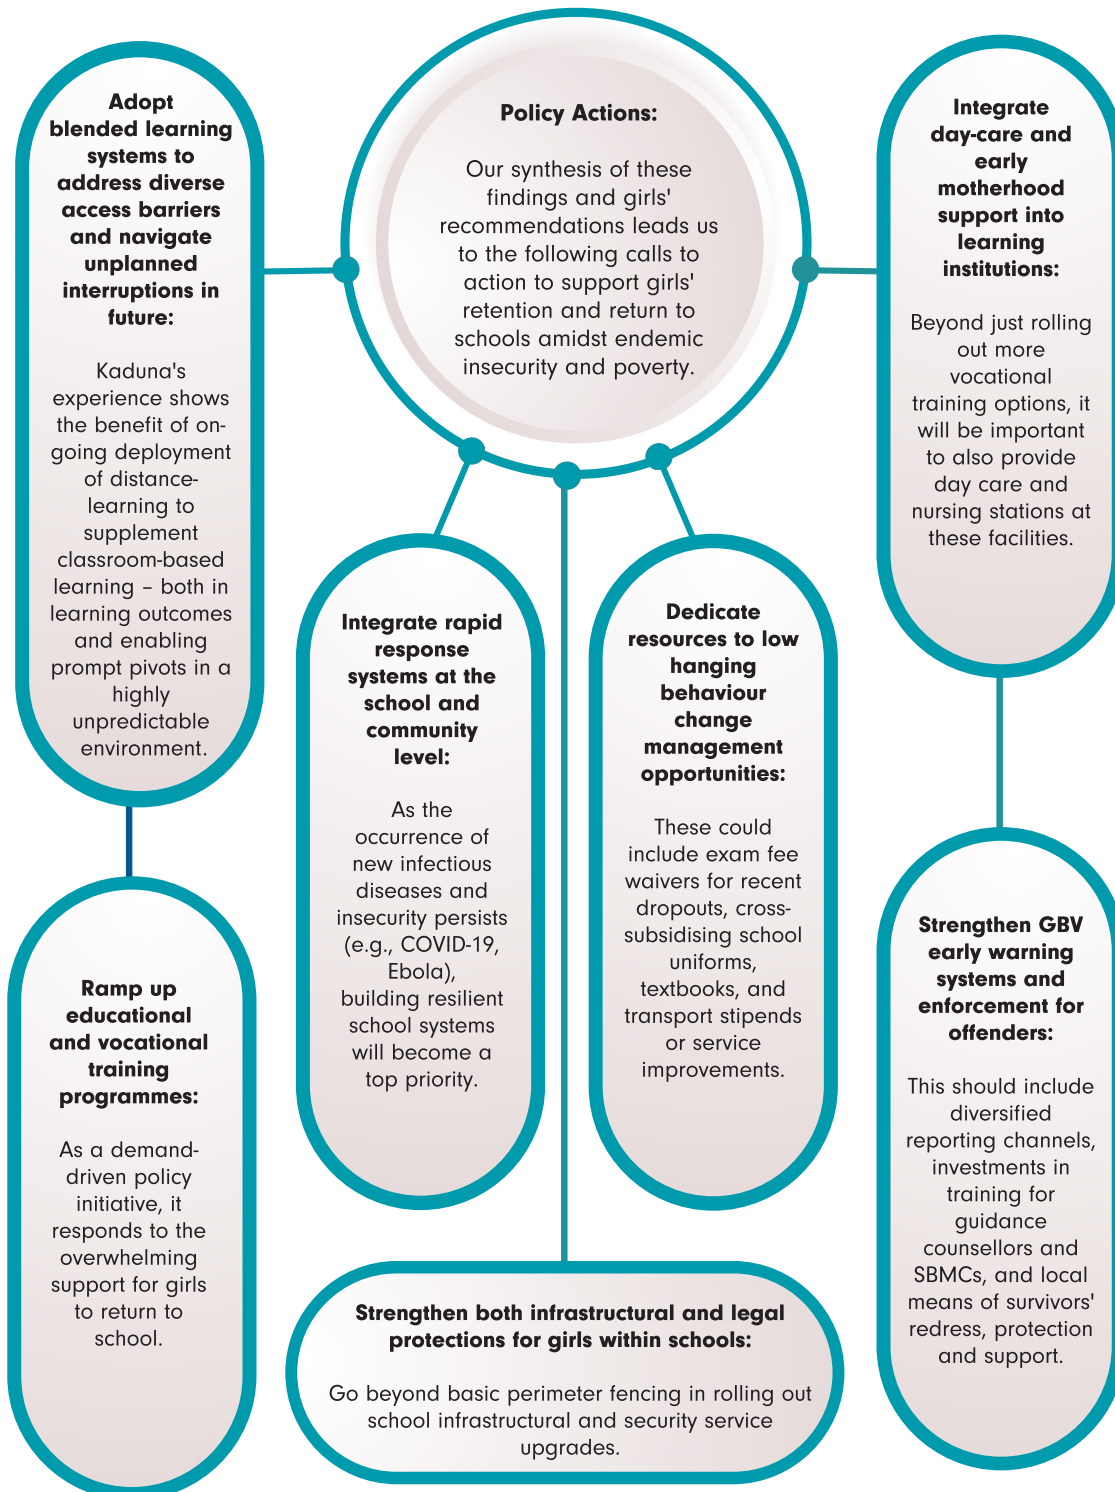 Policy Actions:
Our synthesis of these
findings and girls'
recommendations leads us
to the following calls to
action to support girls'
retention and return to
schools amidst endemic
insecurity and poverty.
Adopt
blended learning
systems to
address diverse
access barriers
and navigate
unplanned
interruptions in
future:
Kaduna's
experience shows
the benefit of on-
going deployment
of distance-
learning to
supplement
classroom-based
learning – both in
learning outcomes
and enabling
prompt pivots in a
highly
unpredictable
environment.
Ramp up
educational
and vocational
training
programmes:
As a demand-
driven policy
initiative, it
responds to the
overwhelming
support for girls
to return to
school.
Integrate rapid
response
systems at the
school and
community
level:
As the
occurrence of
new infectious
diseases and
insecurity persists
(e.g., COVID-19,
Ebola),
building resilient
school systems
will become a
top priority.
Strengthen both infrastructural and legal
protections for girls within schools:
Go beyond basic perimeter fencing in rolling out
school infrastructural and security service
upgrades.
Dedicate
resources to low
hanging
behaviour
change
management
opportunities:
These could
include exam fee
waivers for recent
dropouts, cross-
subsidising school
uniforms,
textbooks, and
transport stipends
or service
improvements.
Integrate
day-care and
early
motherhood
support into
learning
institutions:
Beyond just rolling
out more
vocational
training options, it
will be important
to also provide
day care and
nursing stations at
these facilities.
Strengthen GBV
early warning
systems and
enforcement for
offenders:
This should include
diversified
reporting channels,
investments in
training for
guidance
counsellors and
SBMCs, and local
means of survivors'
redress, protection
and support.